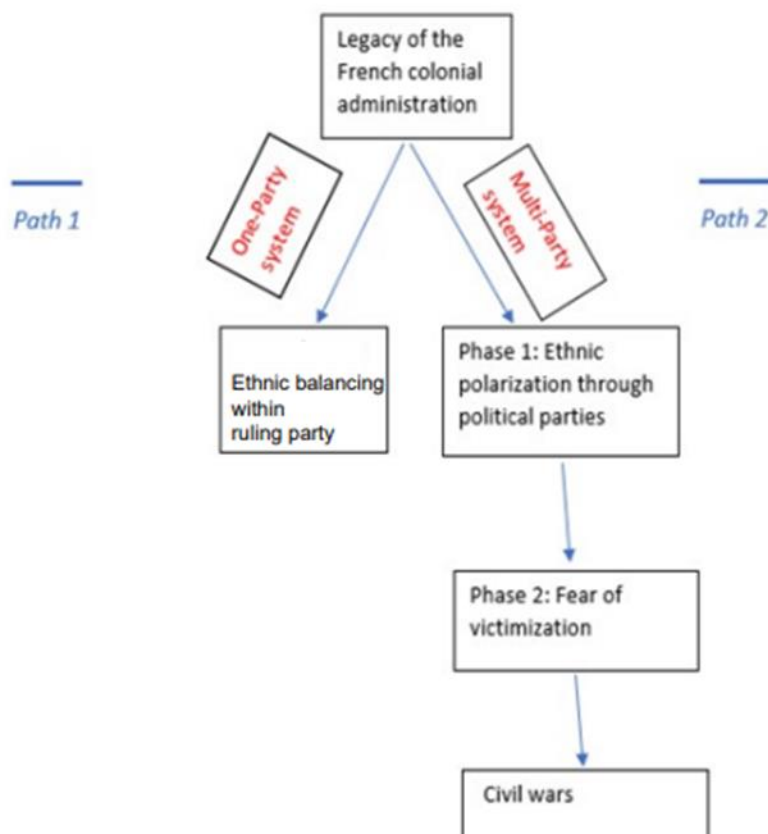 Legacy of the
French colonial
administration
One-Party
system
Multi-Party
system
Path 1
Path 2
Ethnic balancing
within
ruling party
Phase 1: Ethnic
polarization through
political parties
Phase 2: Fear of
victimization
Civil wars